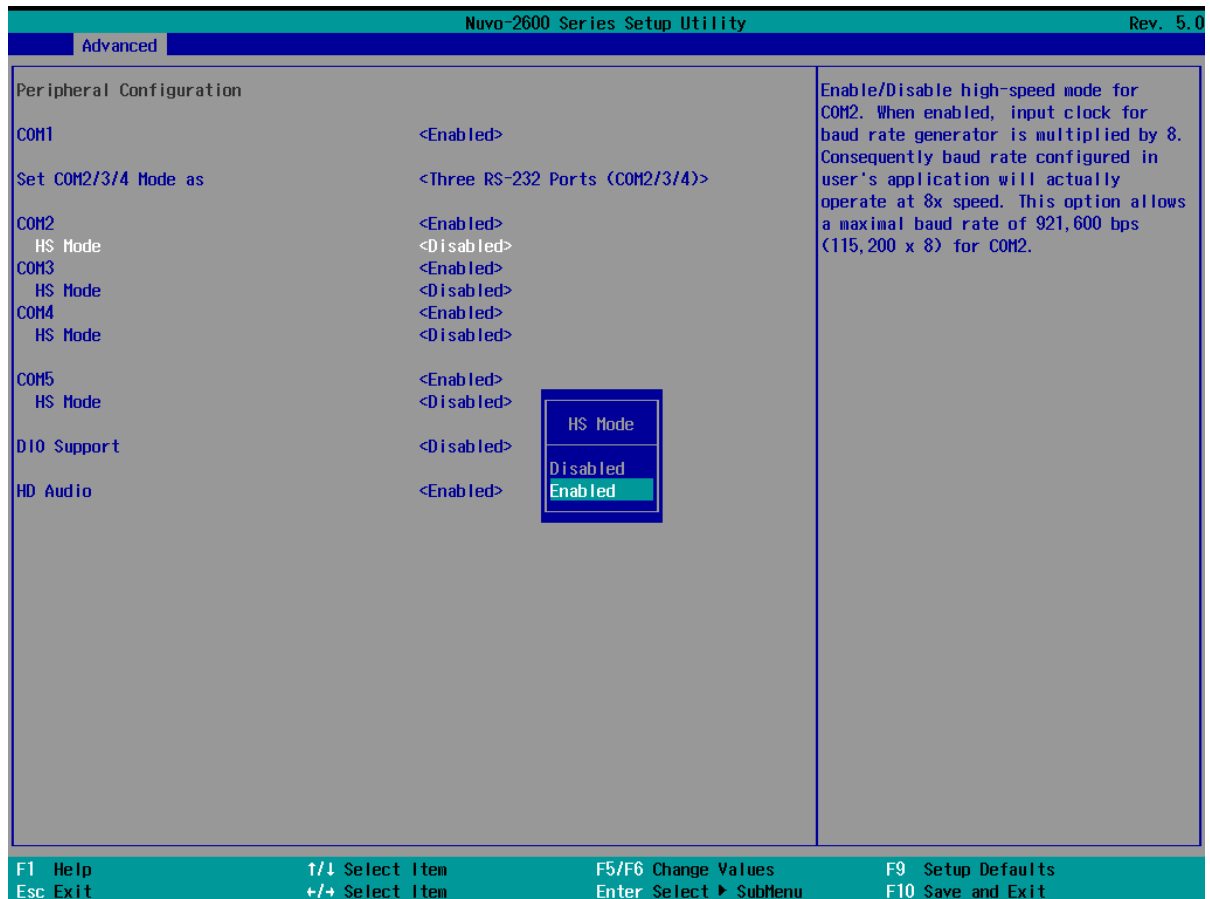 Nuvo-2600 Series Setup Utility Rev. 5.0
Advanced
Peripheral Configuration
COM1 <Enabled>
Set COM2/3/4 Mode as <Three RS-232 Ports (COM2/3/4)>
COM2 <Enabled>
HS Mode <Disabled>
COM3 <Enabled>
HS Mode <Disabled>
COM4 <Enabled>
HS Mode <Disabled>
COM5 <Enabled>
HS Mode <Disabled>
DIO Support <Disabled>
HD Audio <Enabled>
HS Mode
Disabled
Enabled
Enable/Disable high-speed mode for
COM2. When enabled, input clock for
baud rate generator is multiplied by 8.
Consequently baud rate configured in
user's application will actually
operate at 8x speed. This option allows
a maximal baud rate of 921,600 bps
(115,200 x 8) for COM2.
F1 Help ↑/↓ Select Item F5/F6 Change Values F9 Setup Defaults
Esc Exit ←/→ Select Item Enter Select ▶ SubMenu F10 Save and Exit